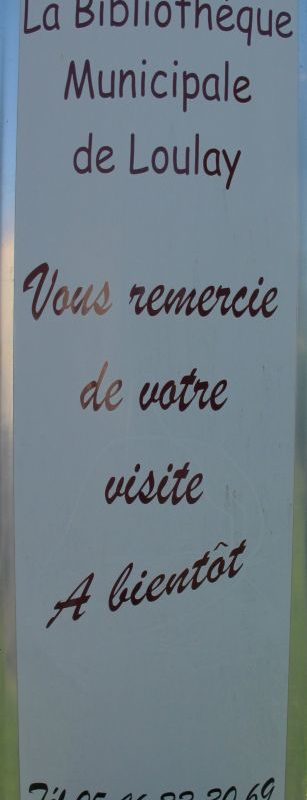 La Bibliothèque
Municipale
de Loulay
Vous remercie
de votre
visite
A bientôt